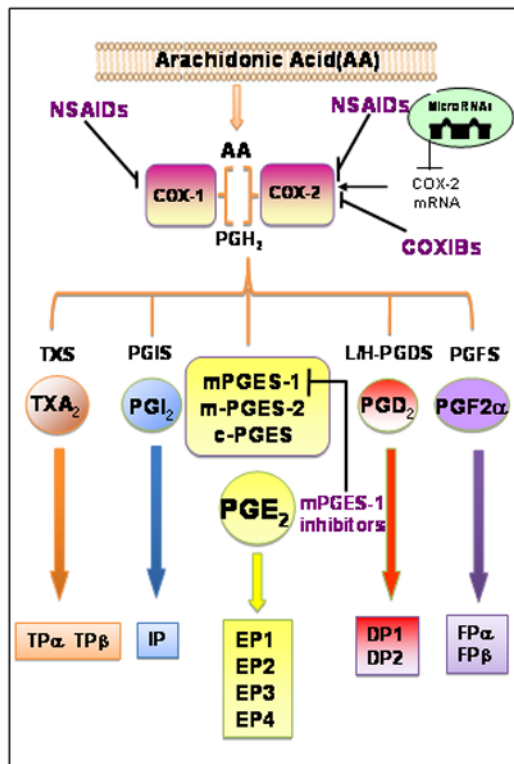 Arachidonic Acid(AA)
NSAIDs
NSAIDs
MicroRNAs
AA
COX-1
COX-2
COX-2
mRNA
PGH₂
COXIBs
TXS
PGIS
L/H-PGDS
PGFS
mPGES-1
m-PGES-2
c-PGES
TXA₂
PGI₂
PGD₂
PGF2α
PGE₂
mPGES-1
inhibitors
TPα TPβ
IP
EP1
EP2
EP3
EP4
DP1
DP2
FPα
FPβ